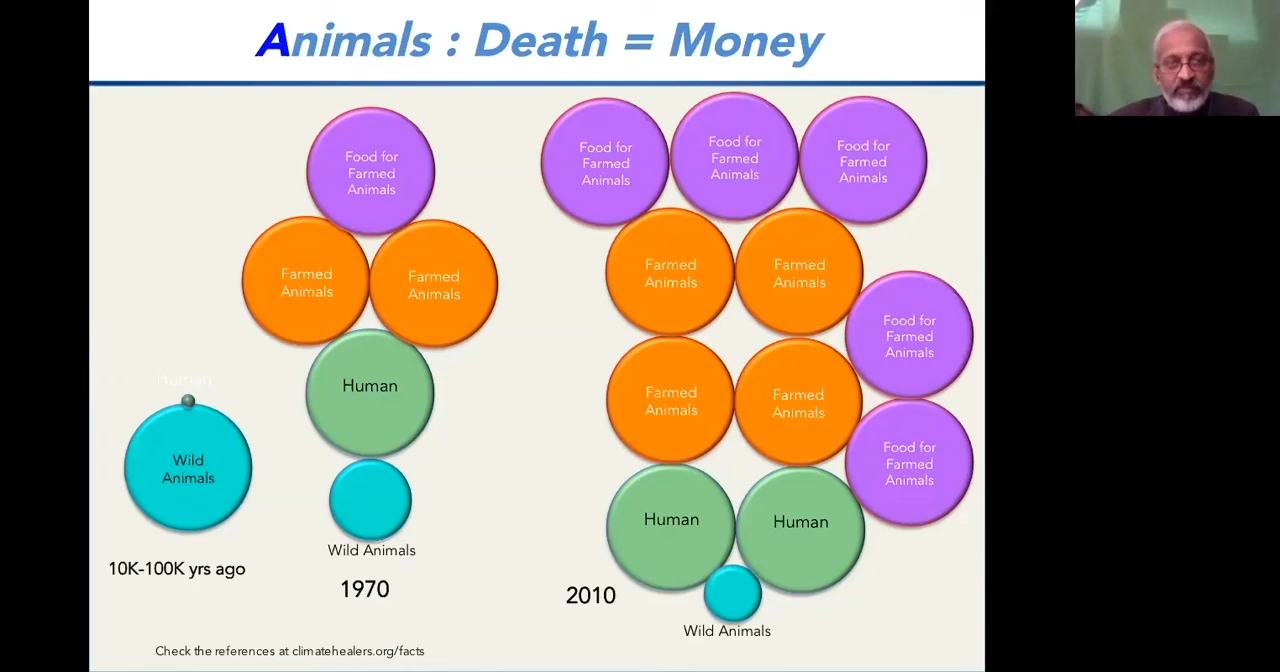 Animals : Death = Money
Human
Wild
Animals
10K-100K yrs ago
Food for
Farmed
Animals
Farmed
Animals
Farmed
Animals
Human
Wild Animals
1970
Food for
Farmed
Animals
Food for
Farmed
Animals
Food for
Farmed
Animals
Farmed
Animals
Farmed
Animals
Food for
Farmed
Animals
Farmed
Animals
Farmed
Animals
Food for
Farmed
Animals
Human
Human
2010
Wild Animals
Check the references at climatehealers.org/facts